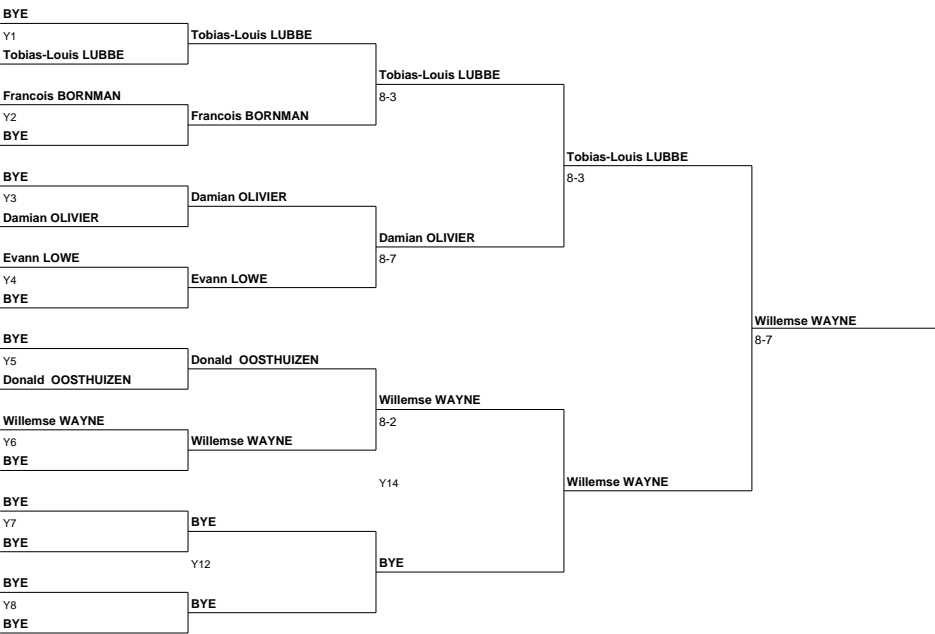 BYE
Y1
Tobias-Louis LUBBE
Francois BORNMAN
Y2
BYE
BYE
Y3
Damian OLIVIER
Evann LOWE
Y4
BYE
BYE
Y5
Donald  OOSTHUIZEN
Willemse WAYNE
Y6
BYE
BYE
Y7
BYE
BYE
Y8
BYE
Tobias-Louis LUBBE
Francois BORNMAN
Damian OLIVIER
Evann LOWE
Donald  OOSTHUIZEN
Willemse WAYNE
BYE
Y12
BYE
Tobias-Louis LUBBE
8-3
Damian OLIVIER
8-7
Willemse WAYNE
8-2
Y14
BYE
Tobias-Louis LUBBE
8-3
Willemse WAYNE
Willemse WAYNE
8-7